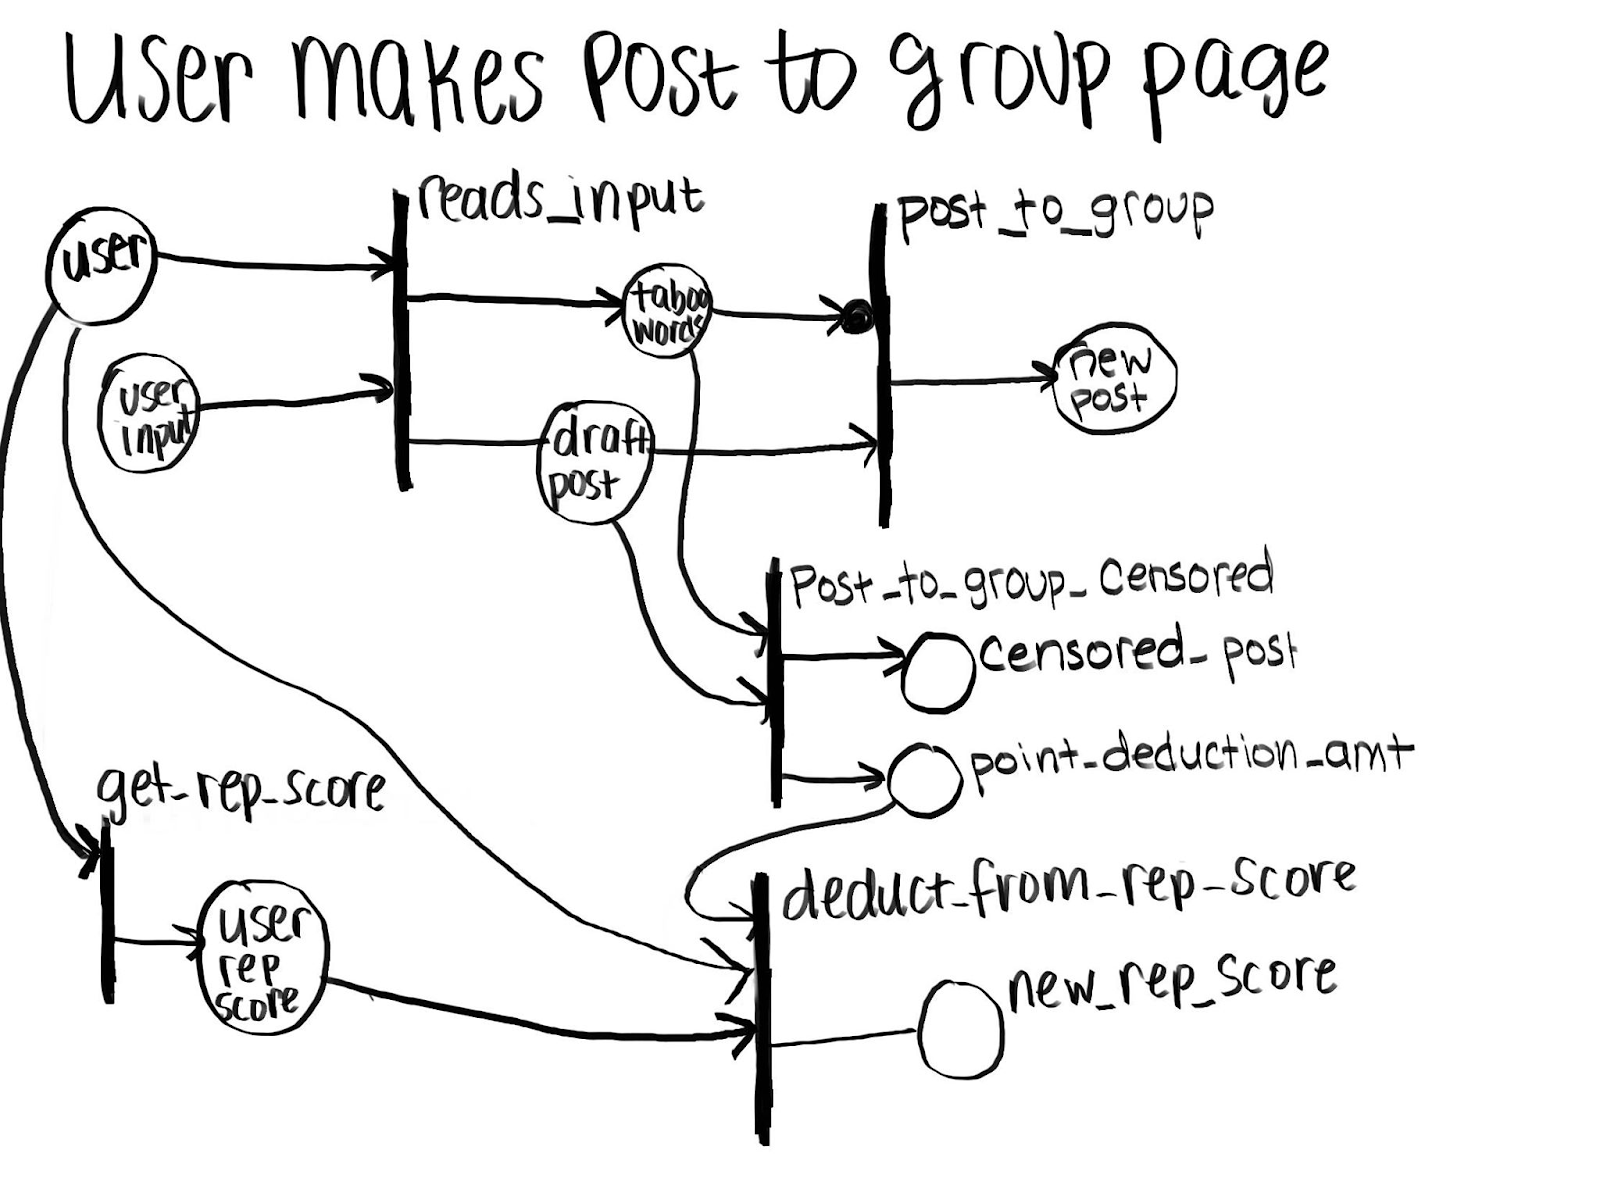 user makes post to group page
reads_input
post_to_group
user
taboo
words
new
post
user
input
draft
post
Post_to_group_Censored
Censored_post
point_deduction_amt
get_rep_score
deduct_from_rep_score
user
rep
score
new_rep_score